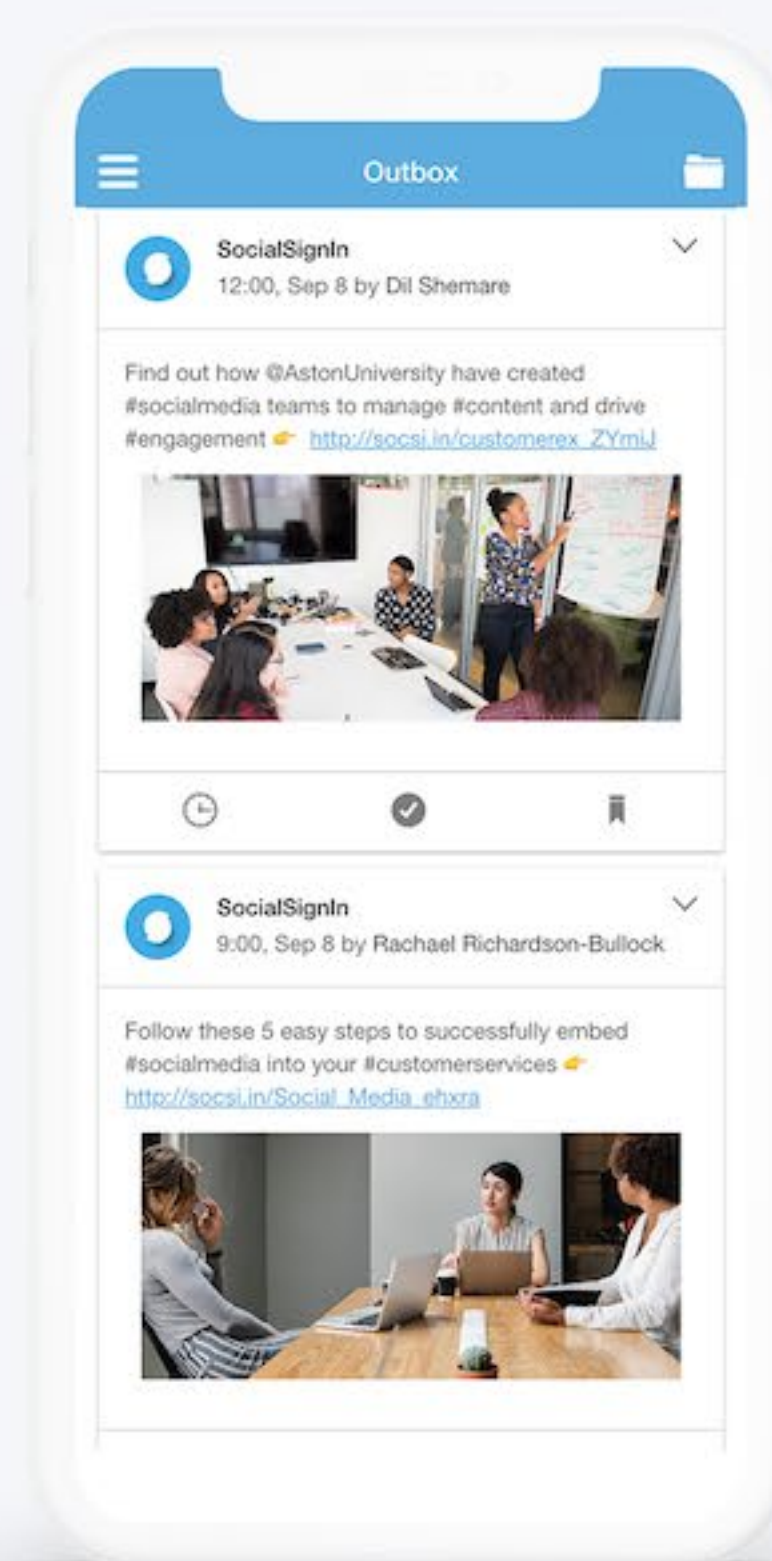 Outbox
SocialSignIn
12:00, Sep 8 by Dil Shemare
Find out how @AstonUniversity have created
#socialmedia teams to manage #content and drive
#engagement 👉 http://socsi.in/customerex_ZYmiJ
SocialSignIn
9:00, Sep 8 by Rachael Richardson-Bullock
Follow these 5 easy steps to successfully embed
#socialmedia into your #customerservices 👉
http://socsi.in/Social_Media_ehxra